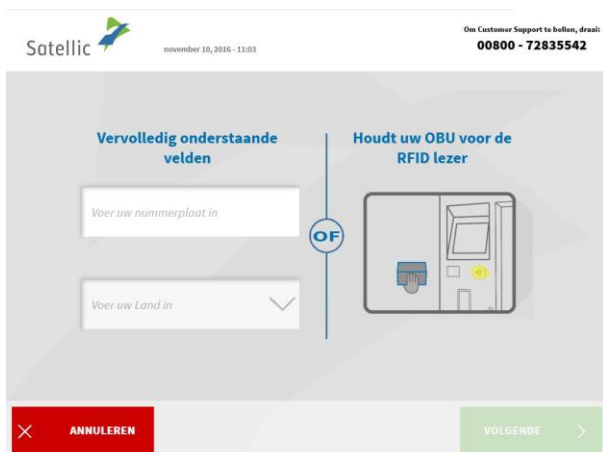 Satellic
november 10, 2016 - 11:03
Om Customer Support te bellen, draai:
00800 - 72835542
Vervolledig onderstaande
velden
Voer uw nummerplaat in
Voer uw Land in
OF
Houdt uw OBU voor de
RFID lezer
ANNULEREN
VOLGENDE